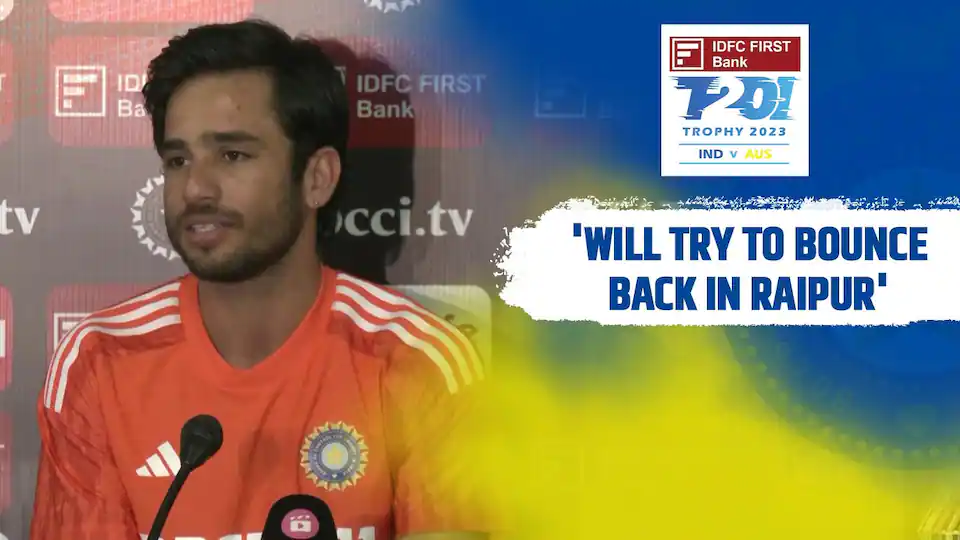 IDFC FIRST
Bank
IDFC FIRST
Bank
bcci.tv
IDFC FIRST
Bank
T20I
TROPHY 2023
IND v AUS
'WILL TRY TO BOUNCE
BACK IN RAIPUR'